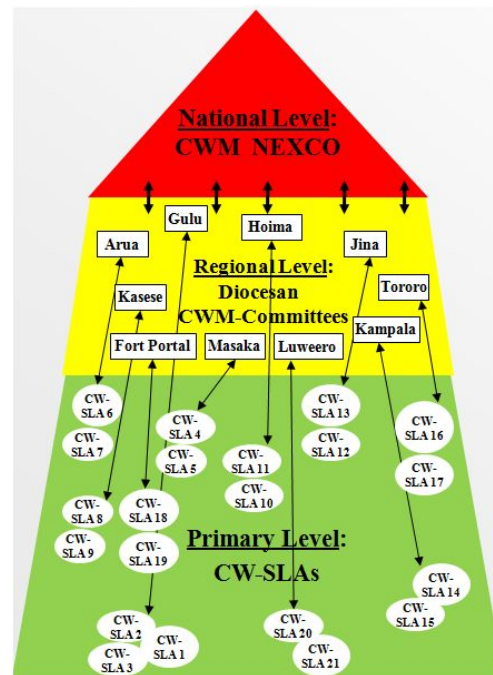 National Level:
CWM NEXCO
Gulu
Hoima
Arua
Jina
Regional Level:
Diocesan
CWM-Committees
Kasese
Tororo
Kampala
Fort Portal
Masaka
Luweero
CW-
SLA 6
CW-
SLA 7
CW-
SLA 4
CW-
SLA 5
CW-
SLA 13
CW-
SLA 12
CW-
SLA 16
CW-
SLA 17
CW-
SLA 11
CW-
SLA 10
CW-
SLA 8
CW-
SLA 9
CW-
SLA 18
CW-
SLA 19
Primary Level:
CW-SLAs
CW-
SLA 14
CW-
SLA 15
CW-
SLA 2
CW-
SLA 1
CW-
SLA 3
CW-
SLA 20
CW-
SLA 21